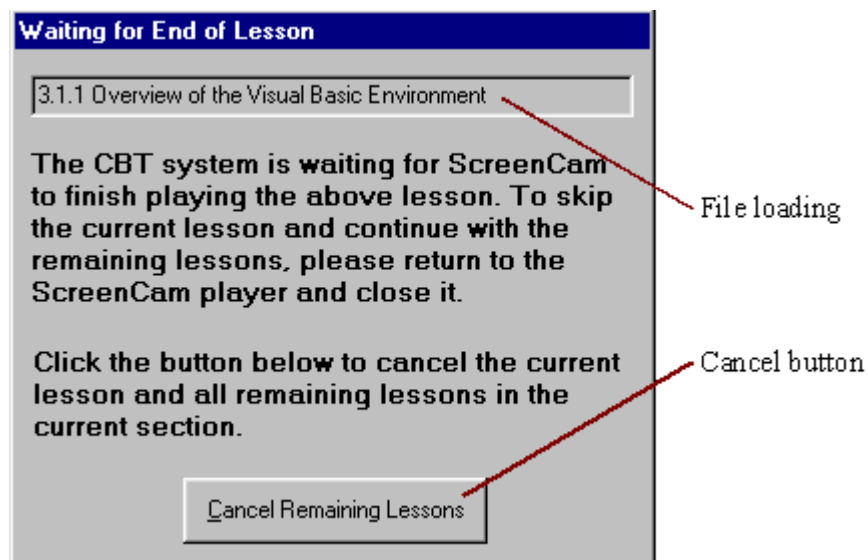 Waiting for End of Lesson
3.1.1 Overview of the Visual Basic Environment
The CBT system is waiting for ScreenCam
to finish playing the above lesson. To skip
the current lesson and continue with the
remaining lessons, please return to the
ScreenCam player and close it.
File loading
Click the button below to cancel the current
lesson and all remaining lessons in the
current section.
Cancel button
Cancel Remaining Lessons